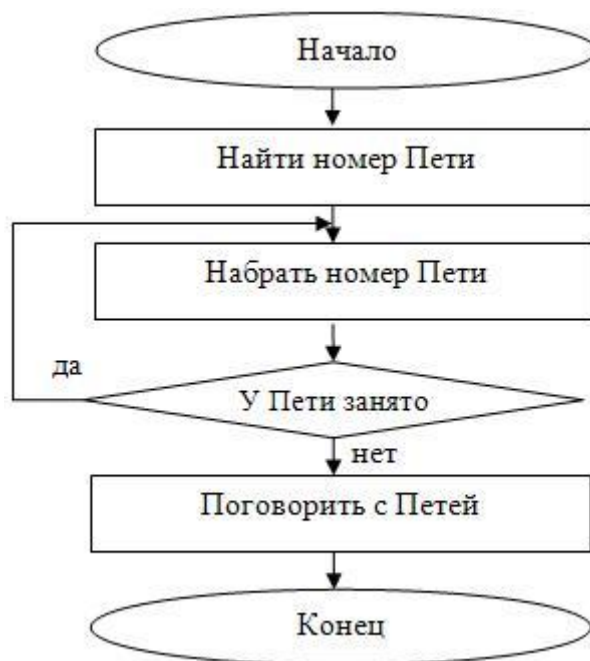 Начало
Найти номер Пети
Набрать номер Пети
да
У Пети занято
нет
Поговорить с Петей
Конец